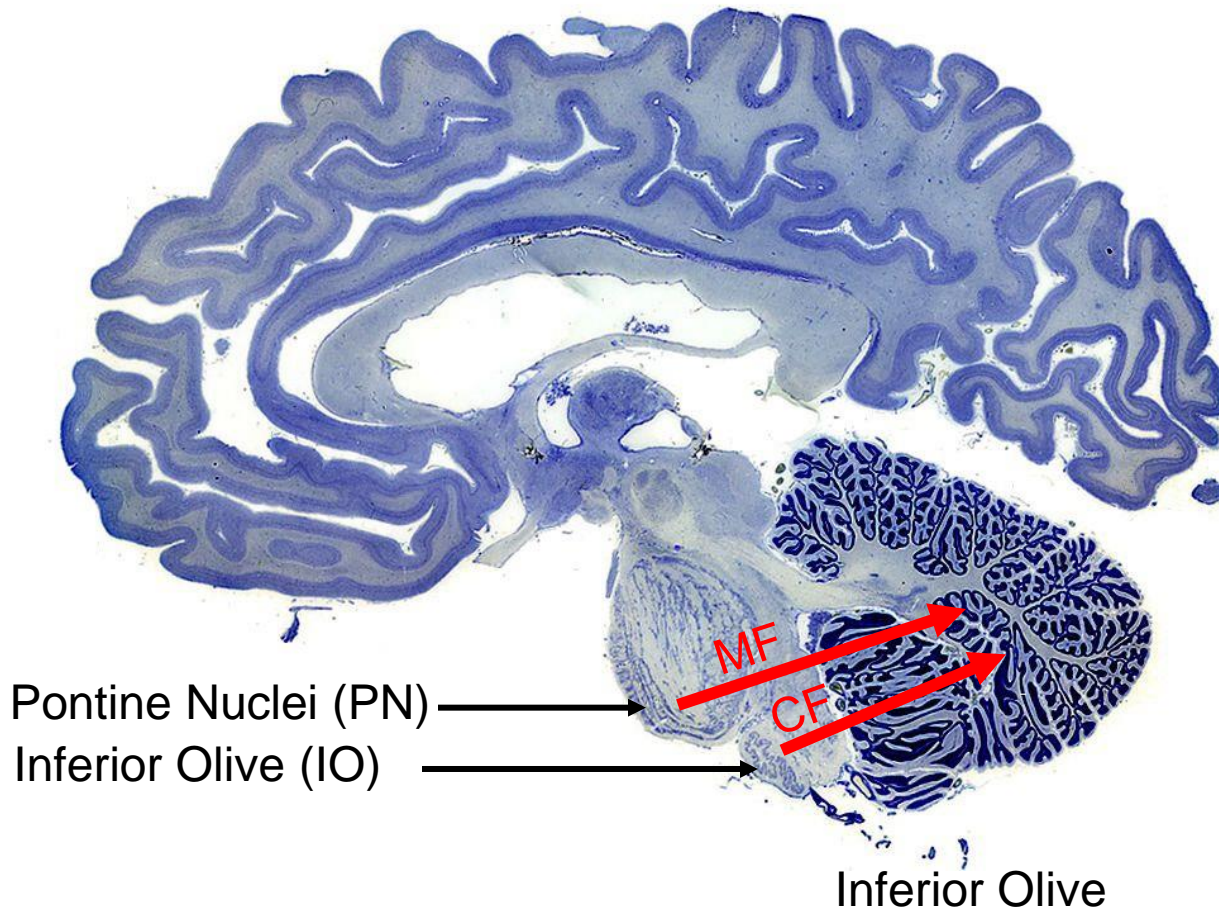 MF
CF
Pontine Nuclei (PN)
Inferior Olive (IO)
Inferior Olive